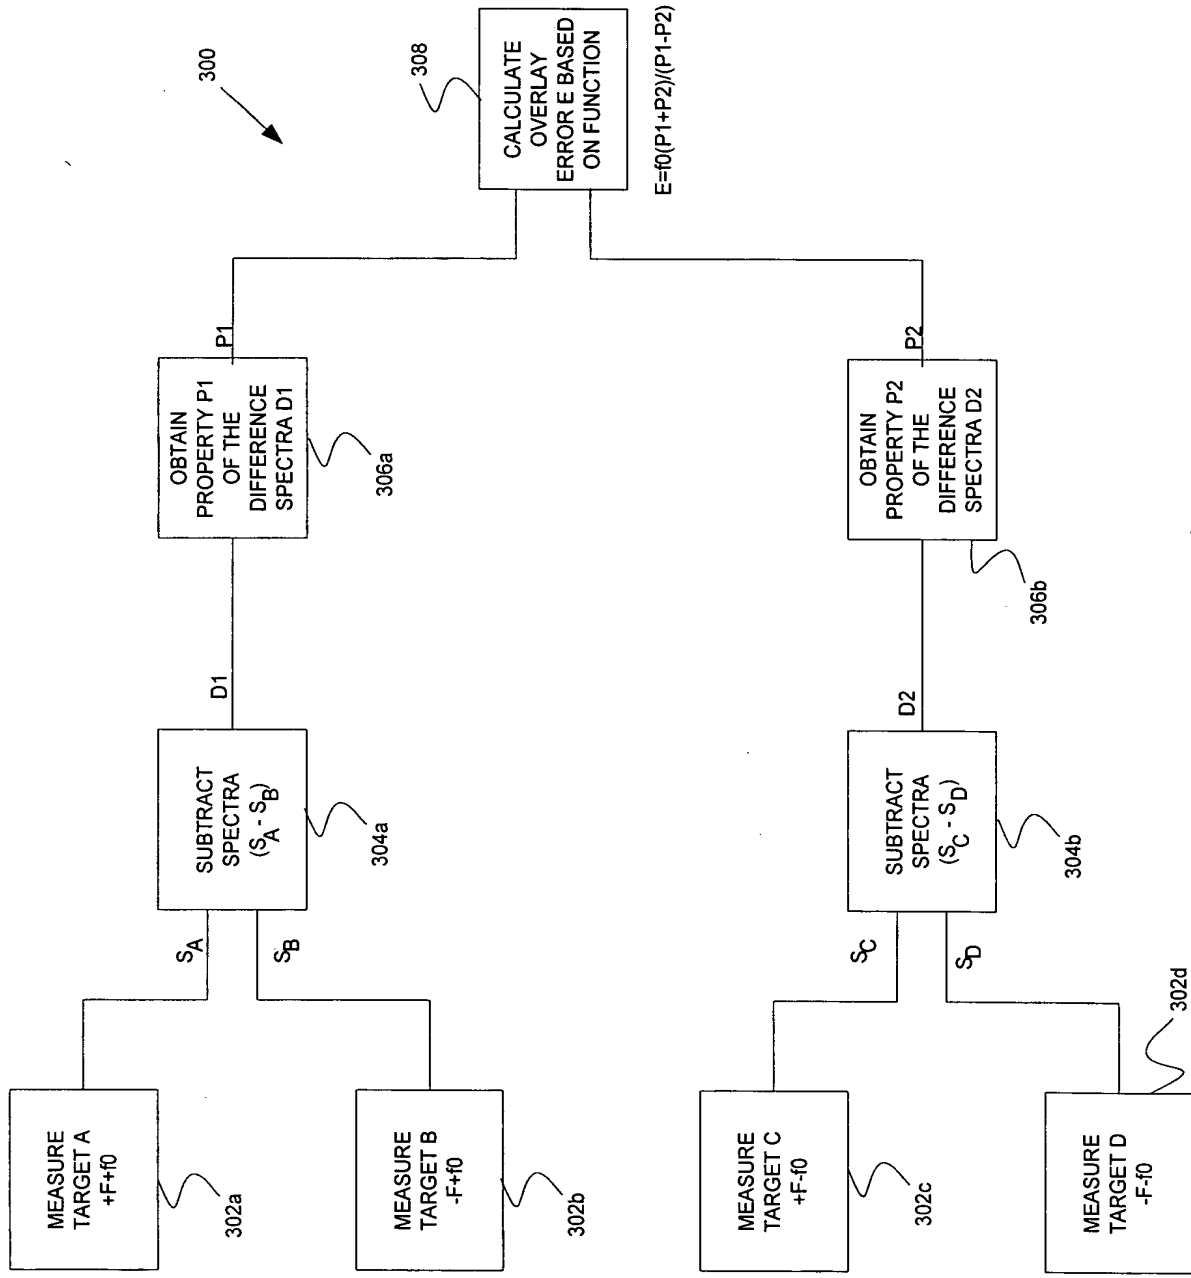 300
MEASURE
TARGET A
+F+f0
302a
MEASURE
TARGET B
-F+f0
302b
MEASURE
TARGET C
+F-f0
302c
MEASURE
TARGET D
-F-f0
302d
SA
SB
SC
SD
SUBTRACT
SPECTRA
(SA - SB)
304a
SUBTRACT
SPECTRA
(SC - SD)
304b
D1
D2
OBTAIN
PROPERTY P1
OF THE
DIFFERENCE
SPECTRA D1
306a
OBTAIN
PROPERTY P2
OF THE
DIFFERENCE
SPECTRA D2
306b
P1
P2
CALCULATE
OVERLAY
ERROR E BASED
ON FUNCTION
308
E=f0(P1+P2)/(P1-P2)